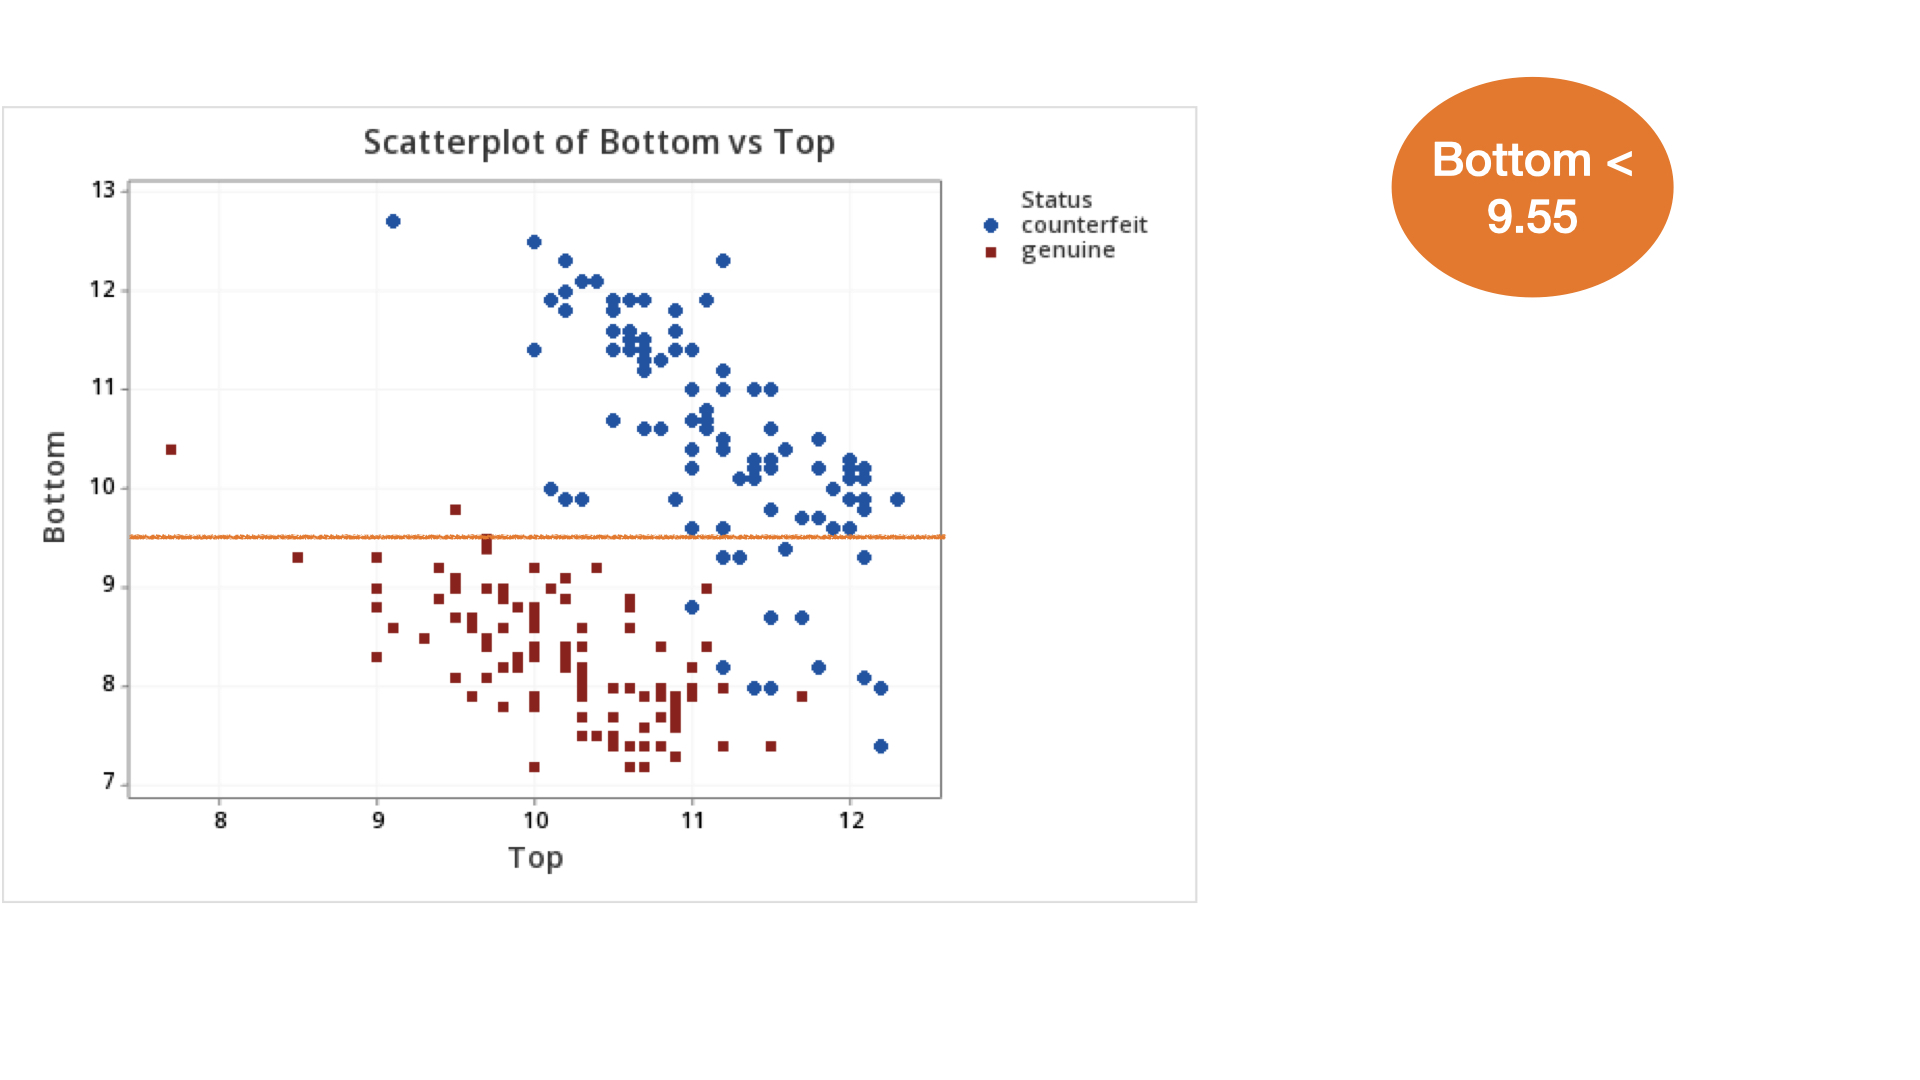 Scatterplot of Bottom vs Top
Bottom <
9.55
Status
counterfeit
genuine
13
12
11
10
9
8
7
Bottom
8 9 10 11 12
Top